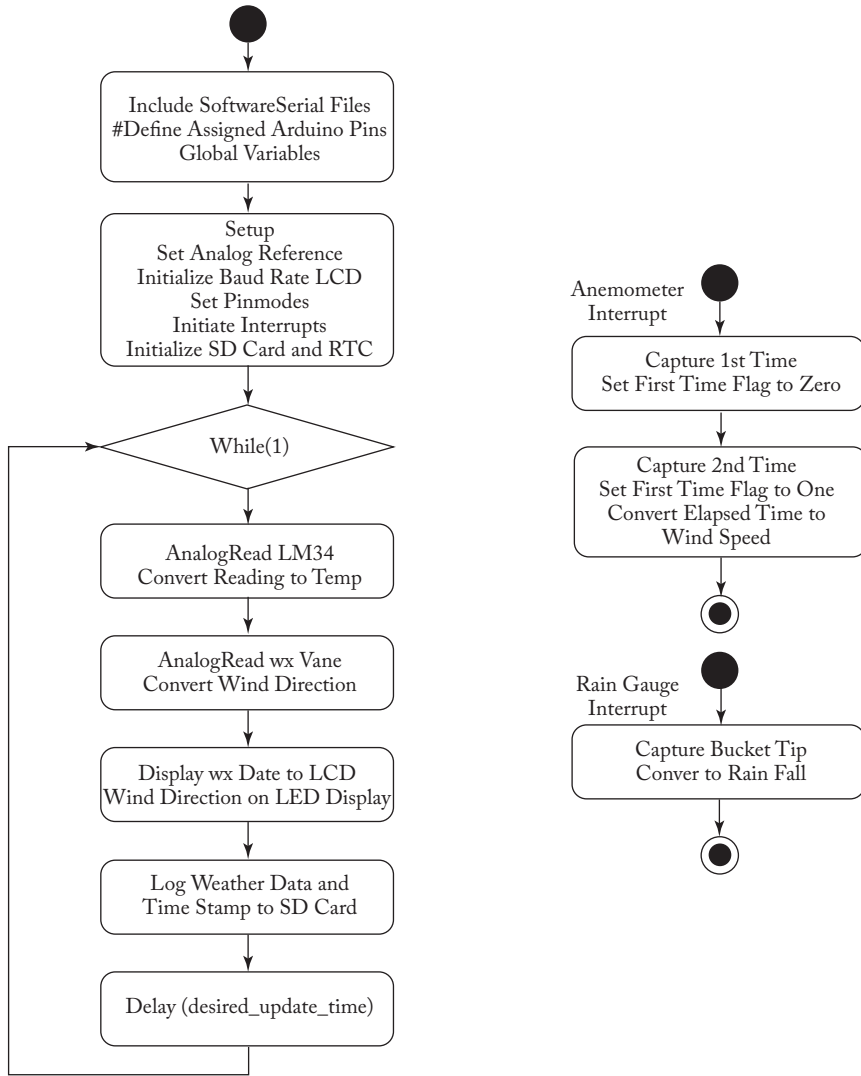 Include SoftwareSerial Files
#Define Assigned Arduino Pins
Global Variables
Setup
Set Analog Reference
Initialize Baud Rate LCD
Set Pinmodes
Initiate Interrupts
Initialize SD Card and RTC
While(1)
AnalogRead LM34
Convert Reading to Temp
AnalogRead wx Vane
Convert Wind Direction
Display wx Date to LCD
Wind Direction on LED Display
Log Weather Data and
Time Stamp to SD Card
Delay (desired_update_time)
Anemometer
Interrupt
Capture 1st Time
Set First Time Flag to Zero
Capture 2nd Time
Set First Time Flag to One
Convert Elapsed Time to
Wind Speed
Rain Gauge
Interrupt
Capture Bucket Tip
Conver to Rain Fall